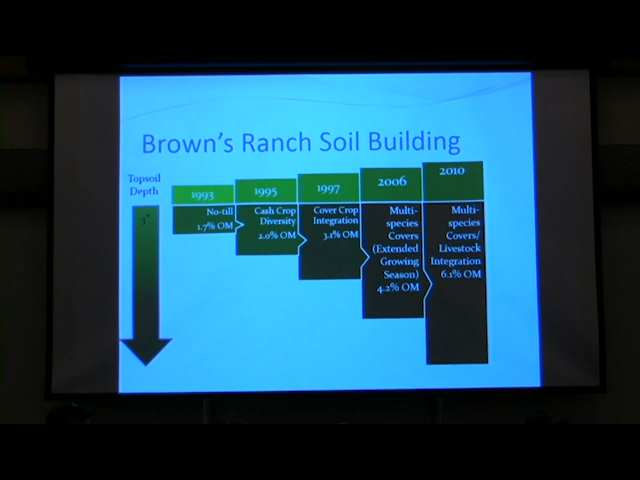 Brown's Ranch Soil Building
Topsoil
Depth
3"
1993
No-till
1.7% OM
1995
Cash Crop
Diversity
2.0% OM
1997
Cover Crop
Integration
3.1% OM
2006
Multi-
species
Covers
(Extended
Growing
Season)
4.2% OM
2010
Multi-
species
Covers/
Livestock
Integration
6.1% OM